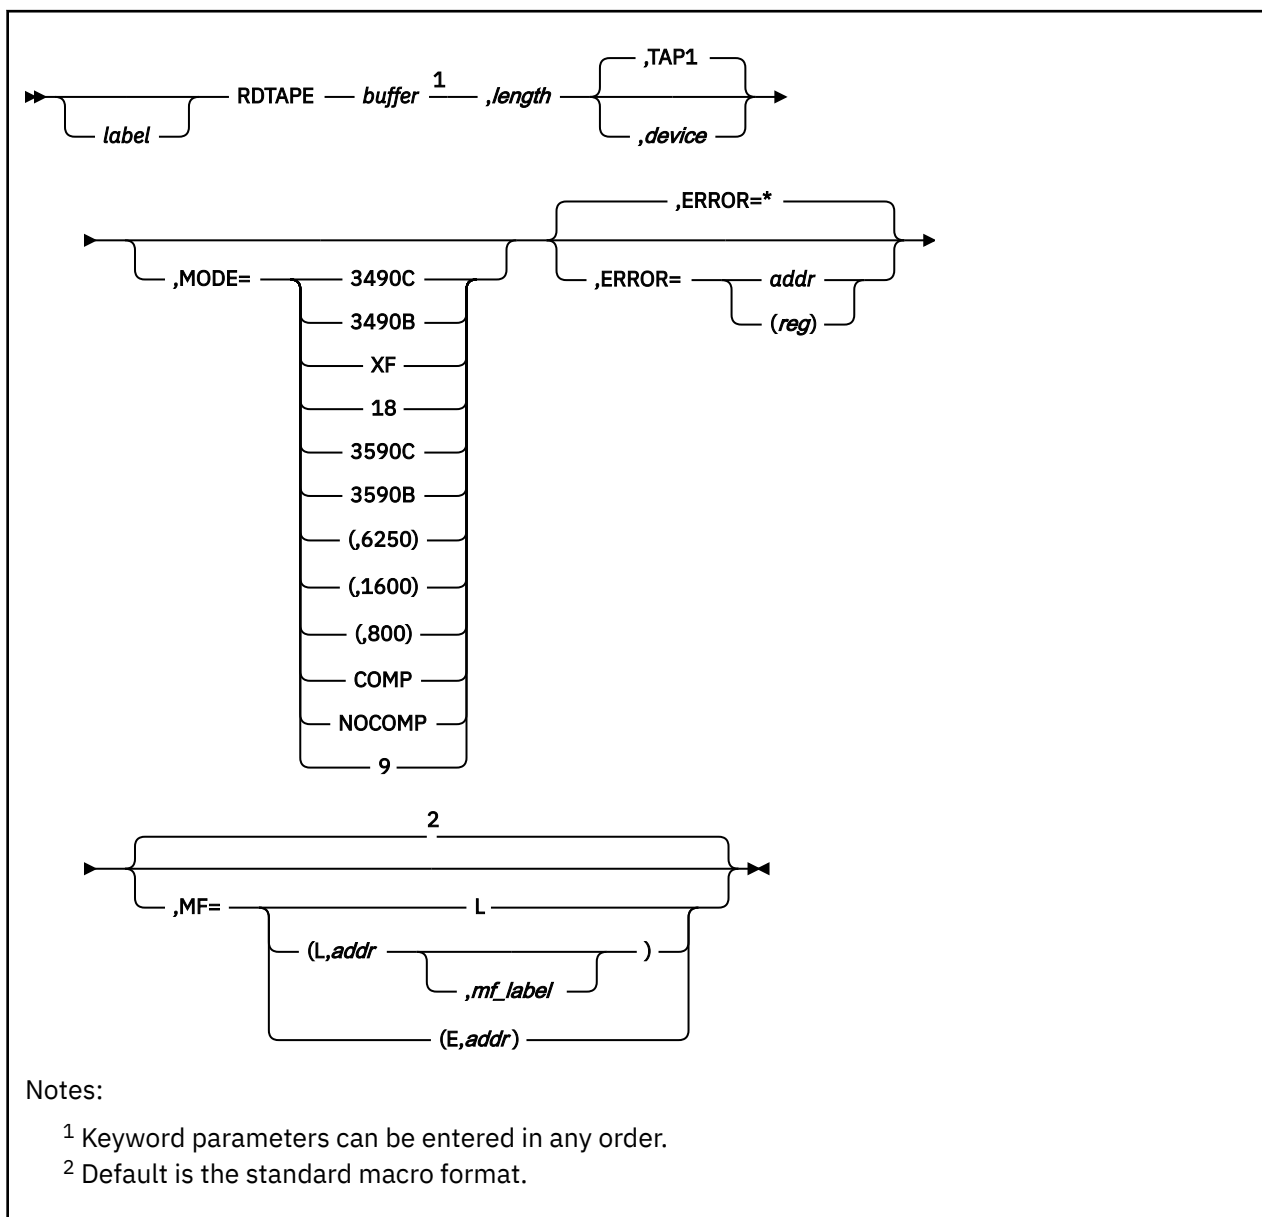 ,TAP1
RDTAPE buffer 1 ,length
label ,device
,ERROR=*
,MODE= 3490C ,ERROR= addr
3490B (reg)
XF
18
3590C
3590B
(,6250)
(,1600)
(,800)
COMP
NOCOMP
9
2
,MF= L
(L,addr )
,mf_label
(E,addr)
Notes:
1 Keyword parameters can be entered in any order.
2 Default is the standard macro format.